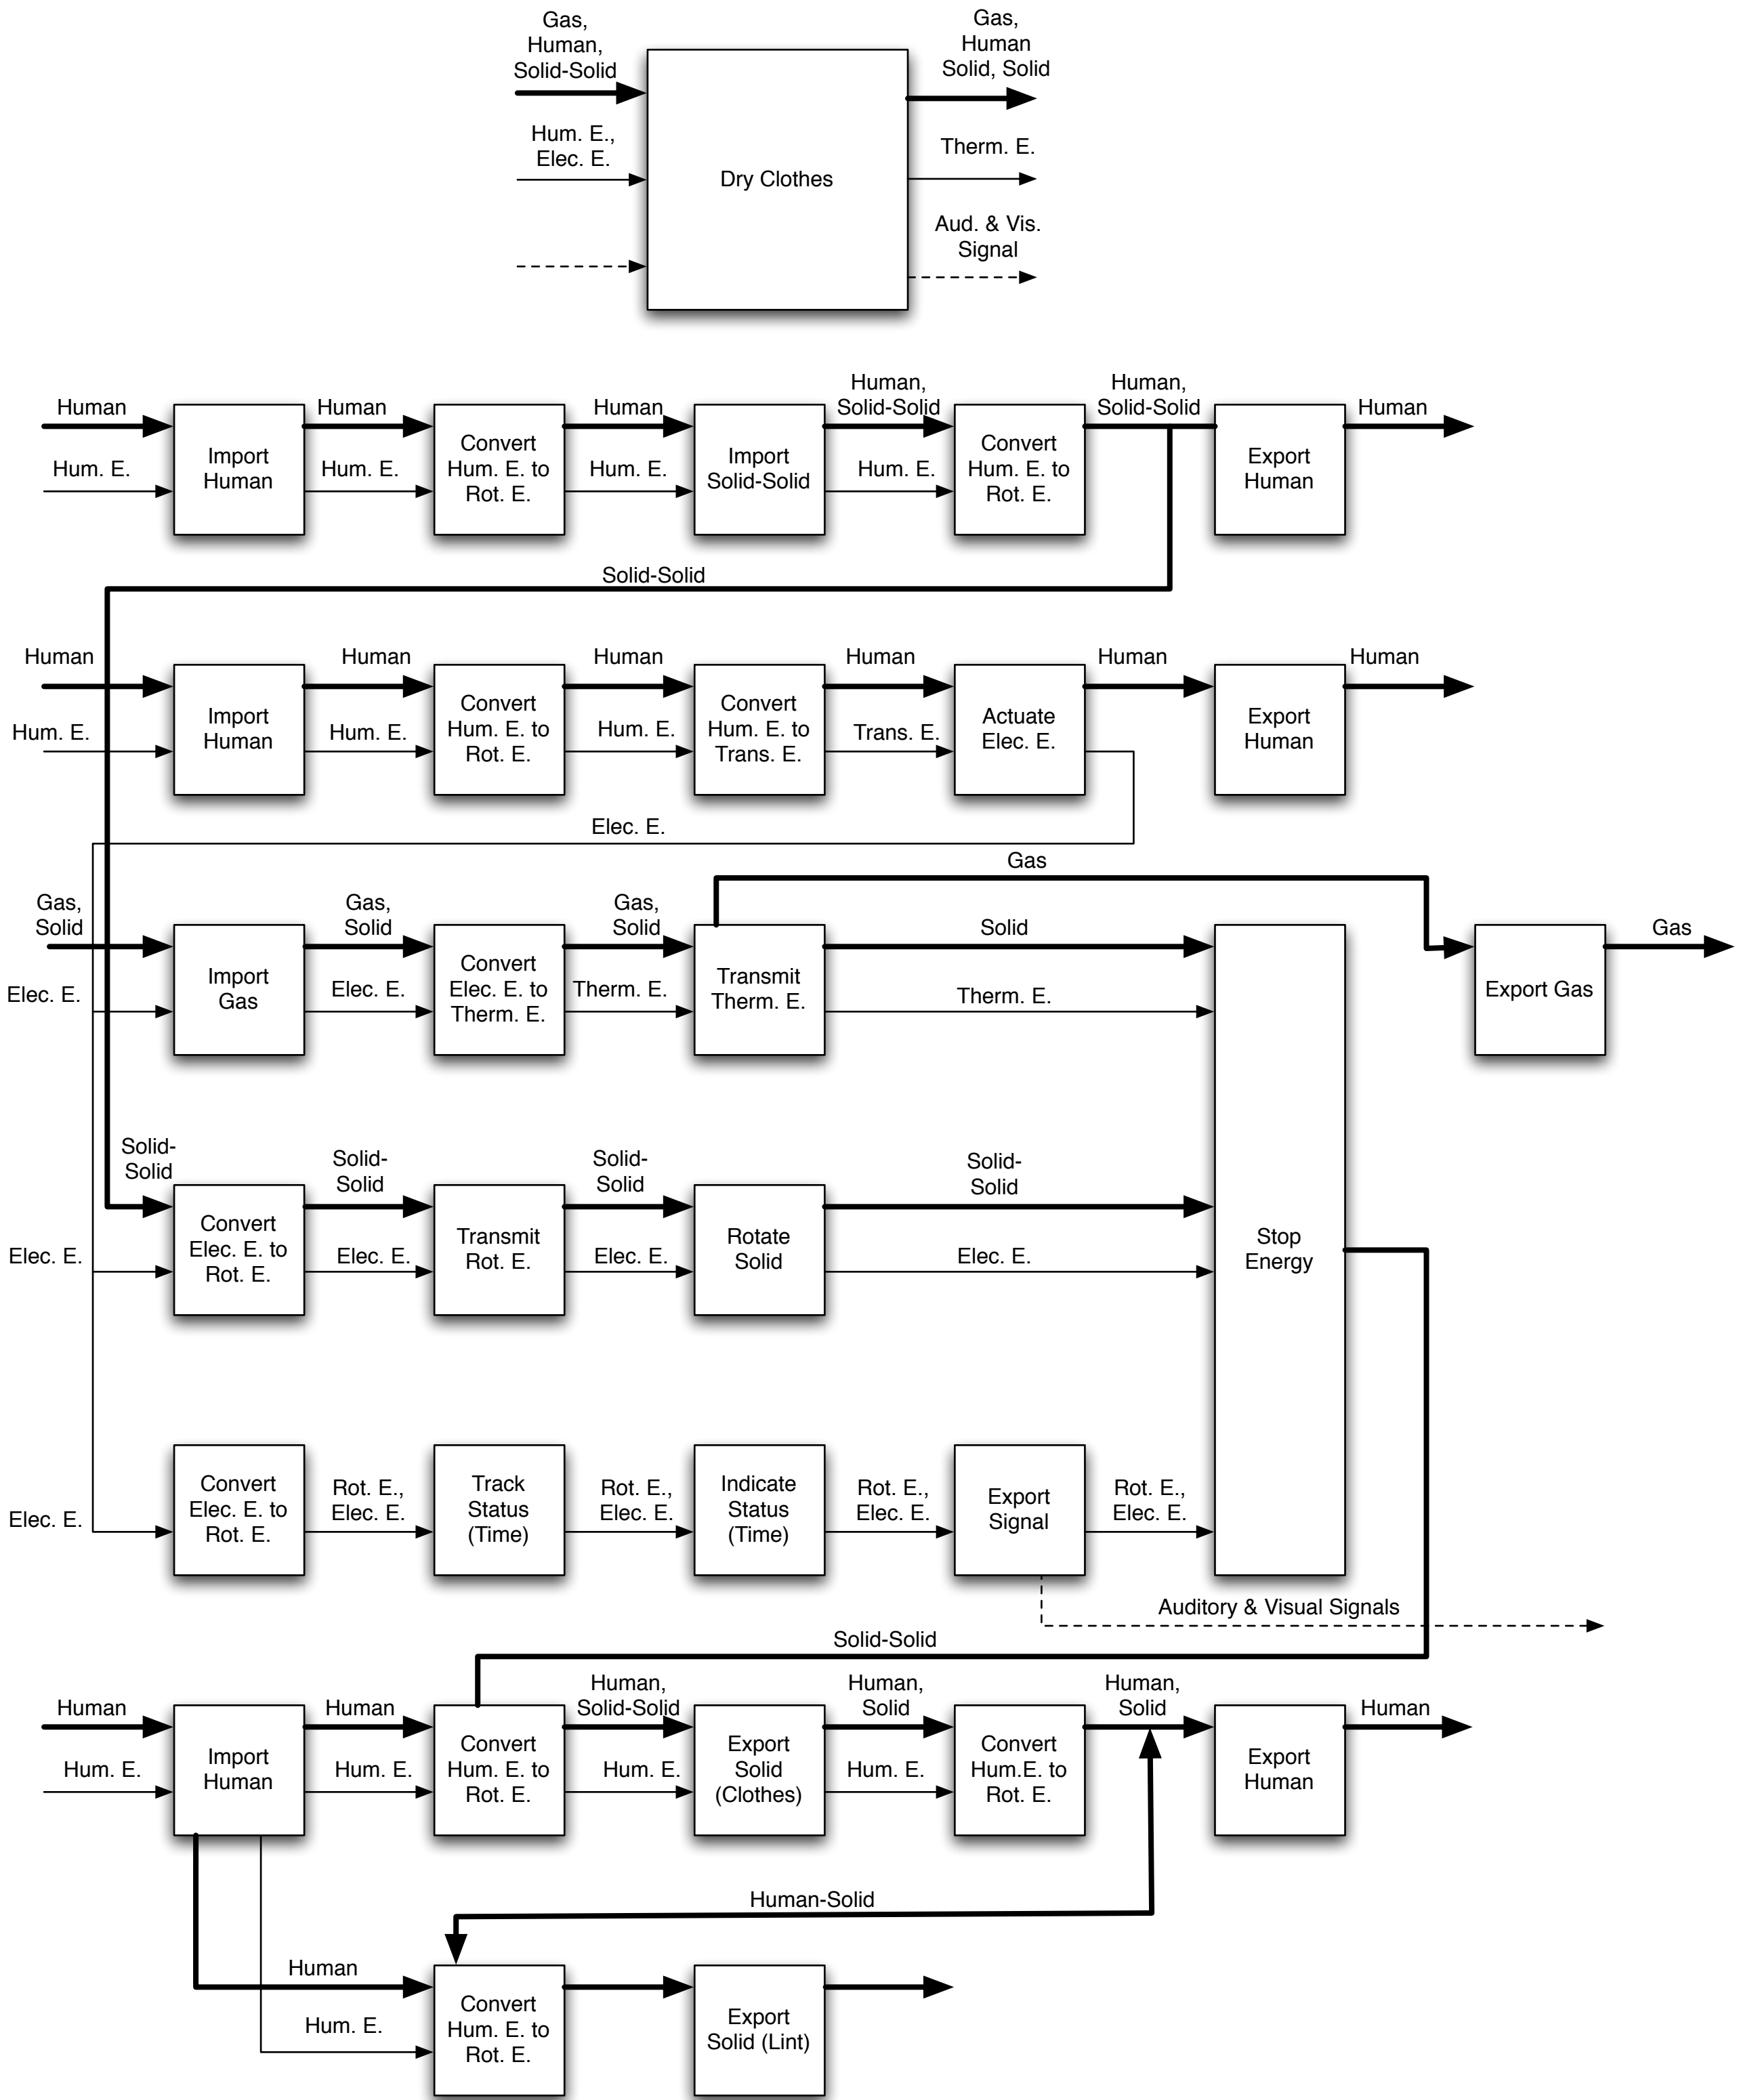 Gas,
Human,
Solid-Solid
Gas,
Human
Solid, Solid
Hum. E.,
Elec. E.
Dry Clothes
Therm. E.
Aud. & Vis.
Signal
Human
Human
Human
Human,
Solid-Solid
Human,
Solid-Solid
Human
Import
Human
Convert
Hum. E. to
Rot. E.
Import
Solid-Solid
Convert
Hum. E. to
Rot. E.
Export
Human
Hum. E.
Hum. E.
Hum. E.
Hum. E.
Solid-Solid
Human
Human
Human
Human
Human
Human
Import
Human
Convert
Hum. E. to
Rot. E.
Convert
Hum. E. to
Trans. E.
Actuate
Elec. E.
Export
Human
Hum. E.
Hum. E.
Hum. E.
Trans. E.
Elec. E.
Gas
Gas,
Solid
Gas,
Solid
Gas,
Solid
Solid
Gas
Import
Gas
Convert
Elec. E. to
Therm. E.
Transmit
Therm. E.
Export Gas
Elec. E.
Elec. E.
Therm. E.
Therm. E.
Solid-
Solid
Solid-
Solid
Solid-
Solid
Solid-
Solid
Convert
Elec. E. to
Rot. E.
Transmit
Rot. E.
Rotate
Solid
Stop
Energy
Elec. E.
Elec. E.
Elec. E.
Elec. E.
Convert
Elec. E. to
Rot. E.
Rot. E.,
Elec. E.
Track
Status
(Time)
Rot. E.,
Elec. E.
Indicate
Status
(Time)
Rot. E.,
Elec. E.
Export
Signal
Rot. E.,
Elec. E.
Elec. E.
Auditory & Visual Signals
Solid-Solid
Human
Human
Human,
Solid-Solid
Human,
Solid
Human,
Solid
Human
Import
Human
Convert
Hum. E. to
Rot. E.
Export
Solid
(Clothes)
Convert
Hum.E. to
Rot. E.
Export
Human
Hum. E.
Hum. E.
Hum. E.
Hum. E.
Human-Solid
Human
Hum. E.
Convert
Hum. E. to
Rot. E.
Export
Solid (Lint)